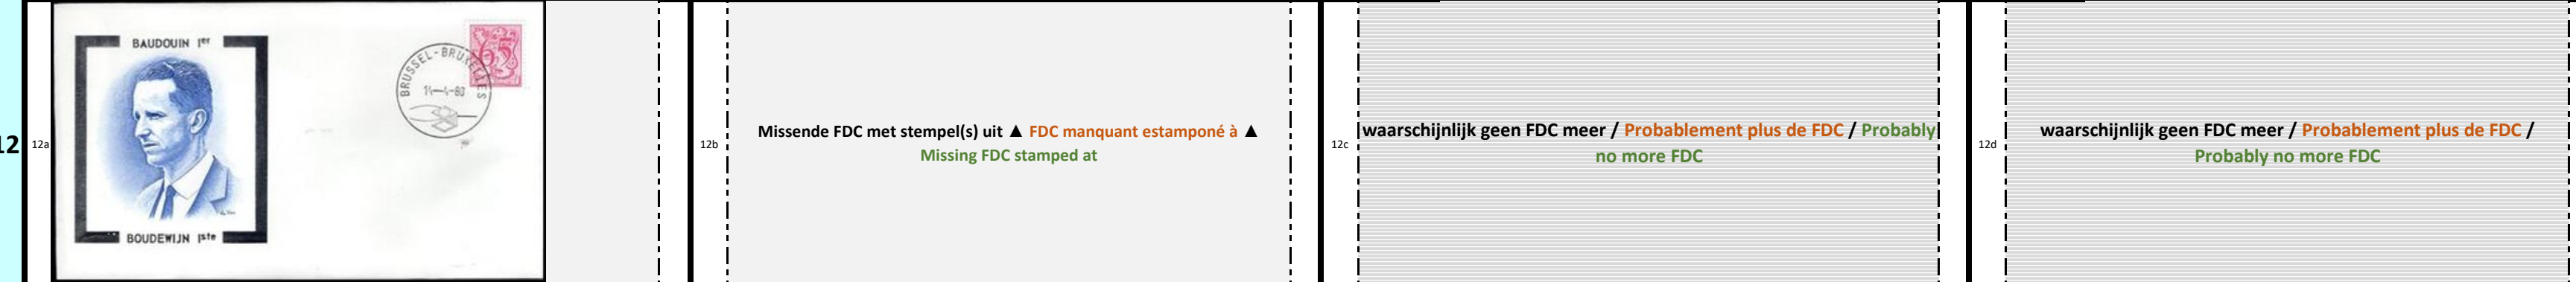 12
12a
BAUDOUIN Ier
BOUDEWIJN Iste
BRUSSEL-BRUXELLES
14-4-80
65
12b
Missende FDC met stempel(s) uit ▲ FDC manquant estamponé à ▲
Missing FDC stamped at
12c
waarschijnlijk geen FDC meer / Probablement plus de FDC / Probably
no more FDC
12d
waarschijnlijk geen FDC meer / Probablement plus de FDC /
Probably no more FDC